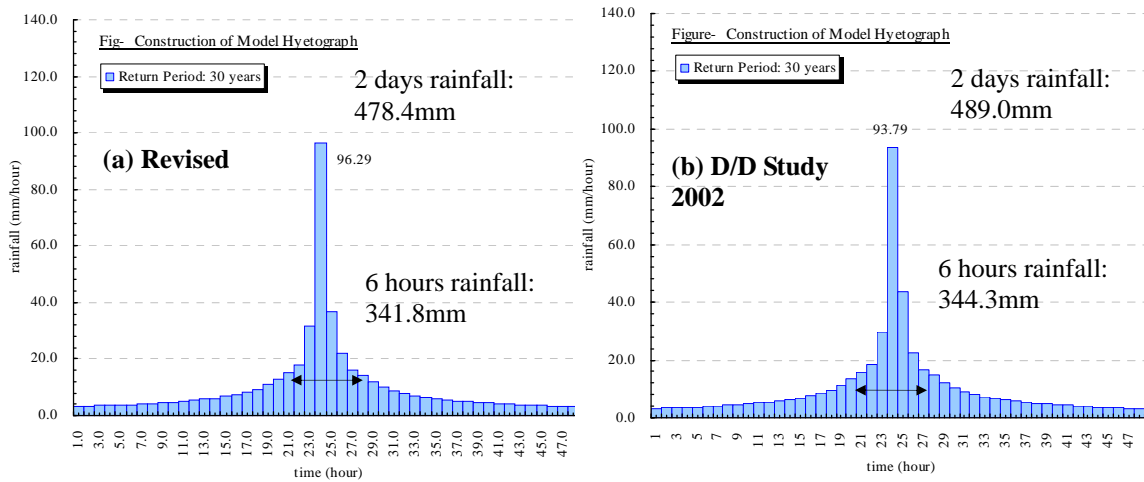 140.0
120.0
100.0
80.0
60.0
40.0
20.0
0.0
rainfall (mm/hour)
Fig-   Construction of Model Hyetograph
Return Period: 30 years
2 days rainfall:
478.4mm
(a) Revised
96.29
6 hours rainfall:
341.8mm
1.0 3.0 5.0 7.0 9.0 11.0 13.0 15.0 17.0 19.0 21.0 23.0 25.0 27.0 29.0 31.0 33.0 35.0 37.0 39.0 41.0 43.0 45.0 47.0
time (hour)
140.0
120.0
100.0
80.0
60.0
40.0
20.0
0.0
rainfall (mm/hour)
Figure-   Construction of Model Hyetograph
Return Period: 30 years
2 days rainfall:
489.0mm
93.79
(b) D/D Study
2002
6 hours rainfall:
344.3mm
1 3 5 7 9 11 13 15 17 19 21 23 25 27 29 31 33 35 37 39 41 43 45 47
time (hour)